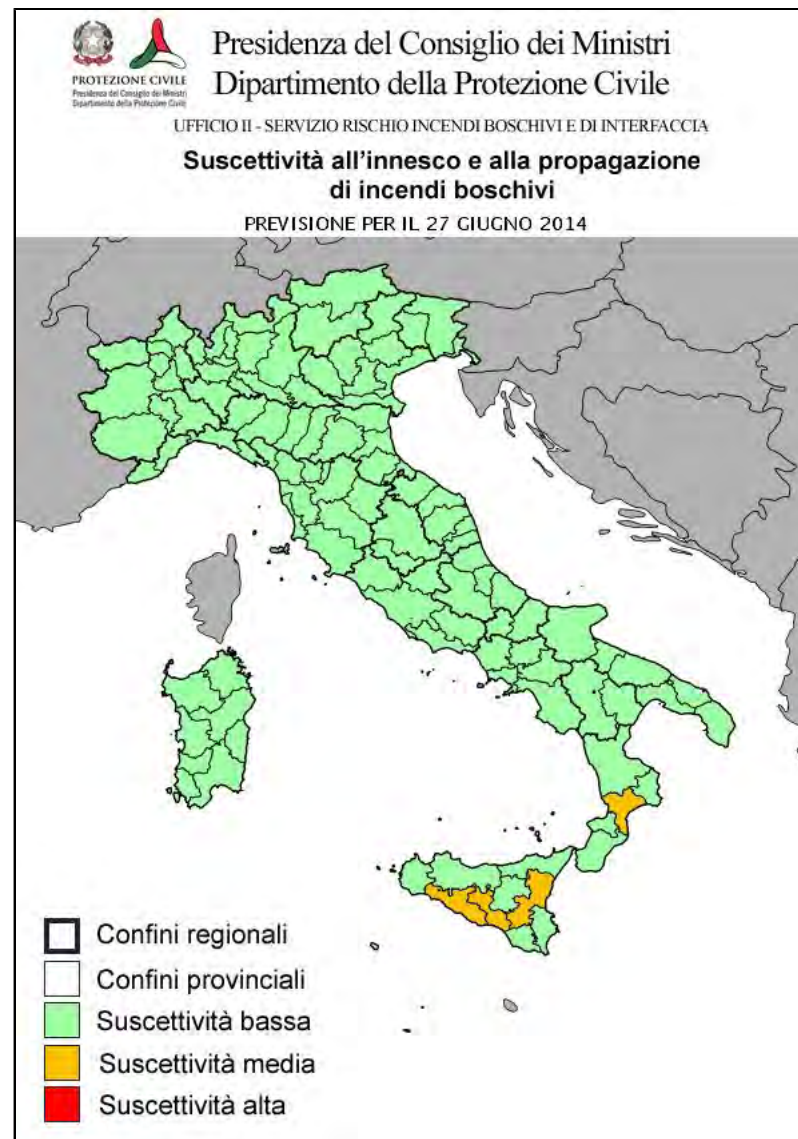 PROTEZIONE CIVILE
Presidenza del Consiglio dei Ministri
Dipartimento della Protezione Civile
Presidenza del Consiglio dei Ministri
Dipartimento della Protezione Civile
UFFICIO II - SERVIZIO RISCHIO INCENDI BOSCHIVI E DI INTERFACCIA
Suscettività all'innesco e alla propagazione
di incendi boschivi
PREVISIONE PER IL 27 GIUGNO 2014
Confini regionali
Confini provinciali
Suscettività bassa
Suscettività media
Suscettività alta